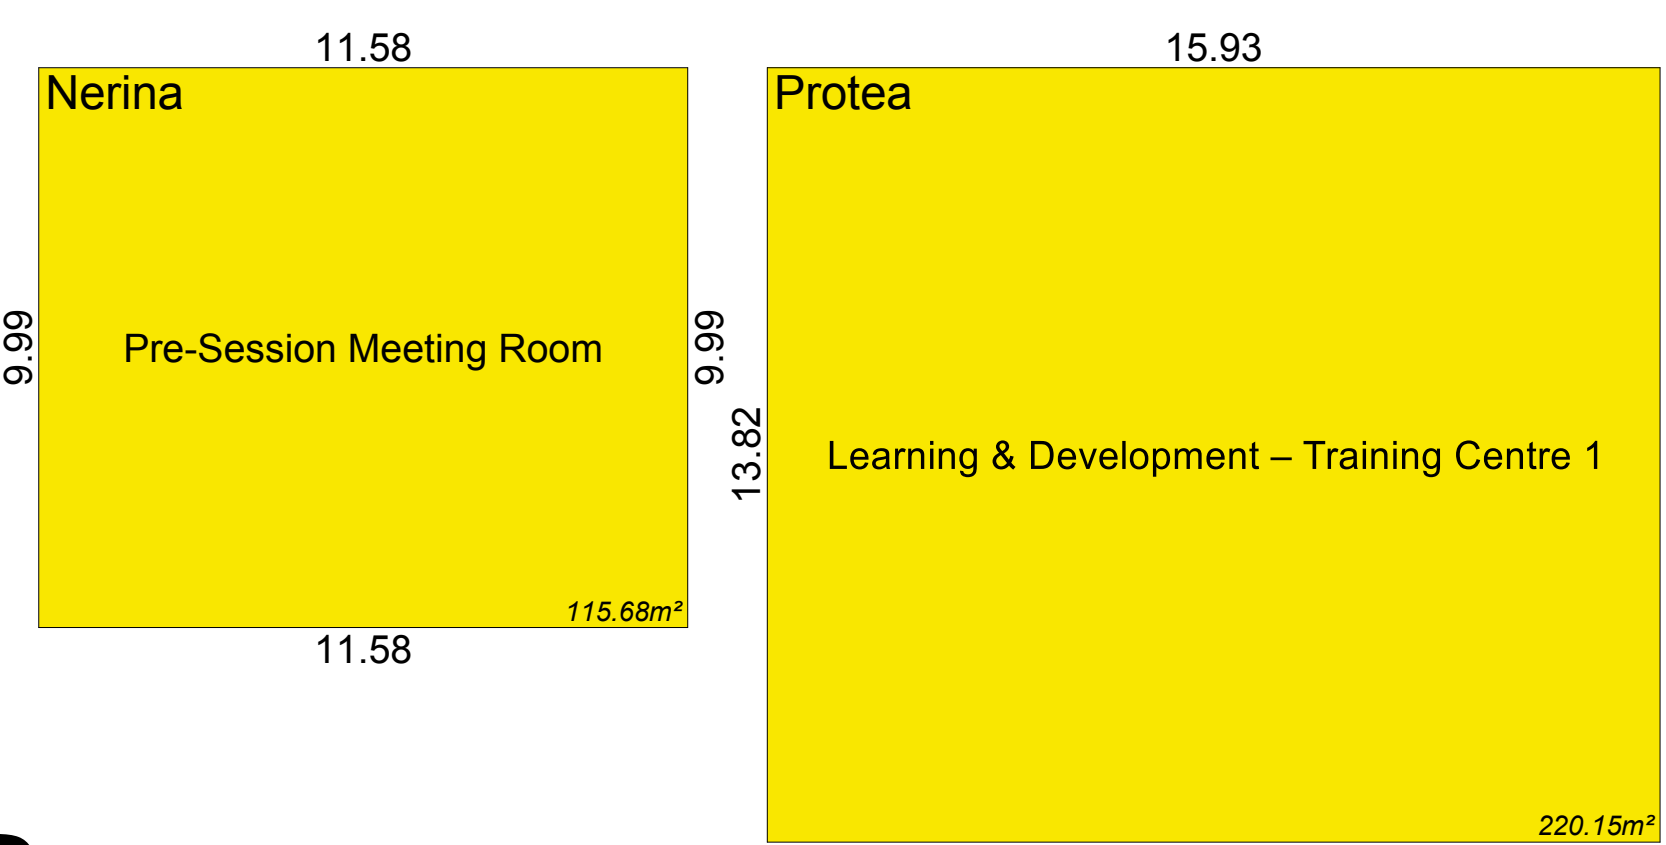 11.58
Nerina
9.99
Pre-Session Meeting Room
9.99
115.68m²
11.58
15.93
Protea
13.82
Learning & Development – Training Centre 1
220.15m²